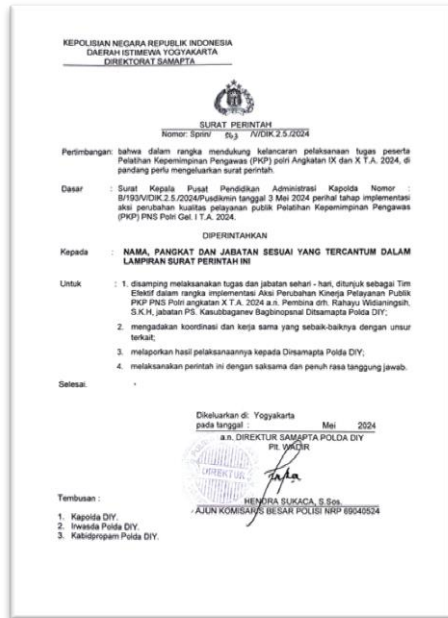 KEPOLISIAN NEGARA REPUBLIK INDONESIA
DAERAH ISTIMEWA YOGYAKARTA
DIREKTORAT SAMAPTA
SURAT PERINTAH
Nomor: Sprin/ /V/DIK.2.5./2024
Pertimbangan: bahwa dalam rangka mendukung kelancaran pelaksanaan tugas peserta
Pelatihan Kepemimpinan Pengawas (PKP) polri Angkatan IX dan X T.A. 2024, di
pandang perlu mengeluarkan surat perintah.
Dasar : Surat Kepala Pusat Pendidikan Administrasi Kapolda Nomor :
B/193/V/DIK.2.5./2024/Pusdikmin tanggal 3 Mei 2024 perihal tahap implementasi
aksi perubahan kualitas pelayanan publik Pelatihan Kepemimpinan Pengawas
(PKP) PNS Polri Gel. I T.A. 2024.
DIPERINTAHKAN
Kepada : NAMA, PANGKAT DAN JABATAN SESUAI YANG TERCANTUM DALAM
LAMPIRAN SURAT PERINTAH INI
Untuk : 1. disamping melaksanakan tugas dan jabatan sehari - hari, ditunjuk sebagai Tim
Efektif dalam rangka implementasi Aksi Perubahan Kinerja Pelayanan Publik
PKP PNS Polri angkatan X T.A. 2024 a.n. Pembina drh. Rahayu Widianingsih,
S.K.H, jabatan PS. Kasubbaganev Bagbinopsnal Ditsamapta Polda DIY;
2. mengadakan koordinasi dan kerja sama yang sebaik-baiknya dengan unsur
terkait;
3. melaporkan hasil pelaksanaannya kepada Dirsamapta Polda DIY;
4. melaksanakan perintah ini dengan saksama dan penuh rasa tanggung jawab.
Selesai.
Dikeluarkan di: Yogyakarta
pada tanggal : Mei 2024
a.n. DIREKTUR SAMAPTA POLDA DIY
Plt. WADIR
DIREKTUR
HENDRA SUKACA, S.Sos.
AJUN KOMISARIS BESAR POLISI NRP 69040524
Tembusan :
1. Kapolda DIY.
2. Irwasda Polda DIY.
3. Kabidpropam Polda DIY.